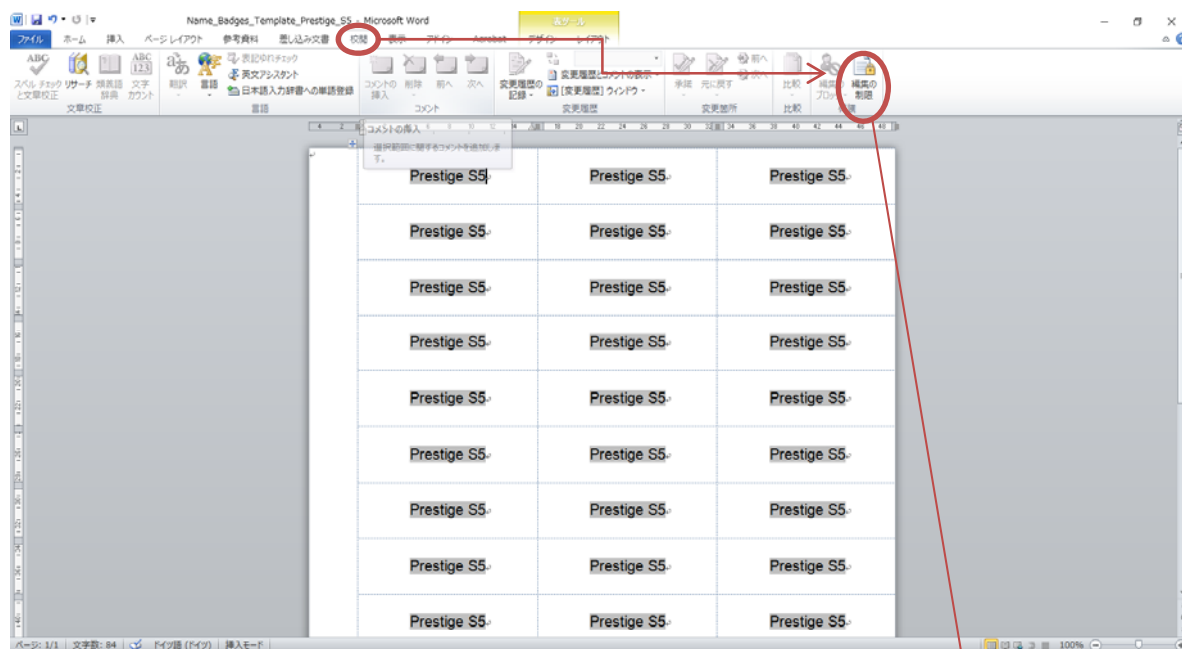 Name_Badges_Template_Prestige_S5 - Microsoft Word
表ツール
ファイル ホーム 挿入 ページ レイアウト 参考資料 差し込み文書 校閲 表示 アドイン Acrobat デザイン レイアウト
ABC
スペル チェック
と文章校正
リサーチ
類義語
辞典
ABC
123
文字
カウント
文章校正
あ
翻訳
言語
表記ゆれチェック
英文アシスタント
日本語入力辞書への単語登録
言語
コメントの
挿入
削除
前へ
次へ
コメント
変更履歴の
記録
変更履歴とコメントの表示
[変更履歴] ウィンドウ
変更履歴
承諾
元に戻す
前へ
次へ
変更箇所
比較
比較
編集の
編集の
制限
コメントの挿入
選択範囲に関するコメントを追加しま
す。
Prestige S5 Prestige S5 Prestige S5
Prestige S5 Prestige S5 Prestige S5
Prestige S5 Prestige S5 Prestige S5
Prestige S5 Prestige S5 Prestige S5
Prestige S5 Prestige S5 Prestige S5
Prestige S5 Prestige S5 Prestige S5
Prestige S5 Prestige S5 Prestige S5
Prestige S5 Prestige S5 Prestige S5
Prestige S5 Prestige S5 Prestige S5
ページ: 1/1 文字数: 84 ドイツ語 (ドイツ) 挿入モード 100%